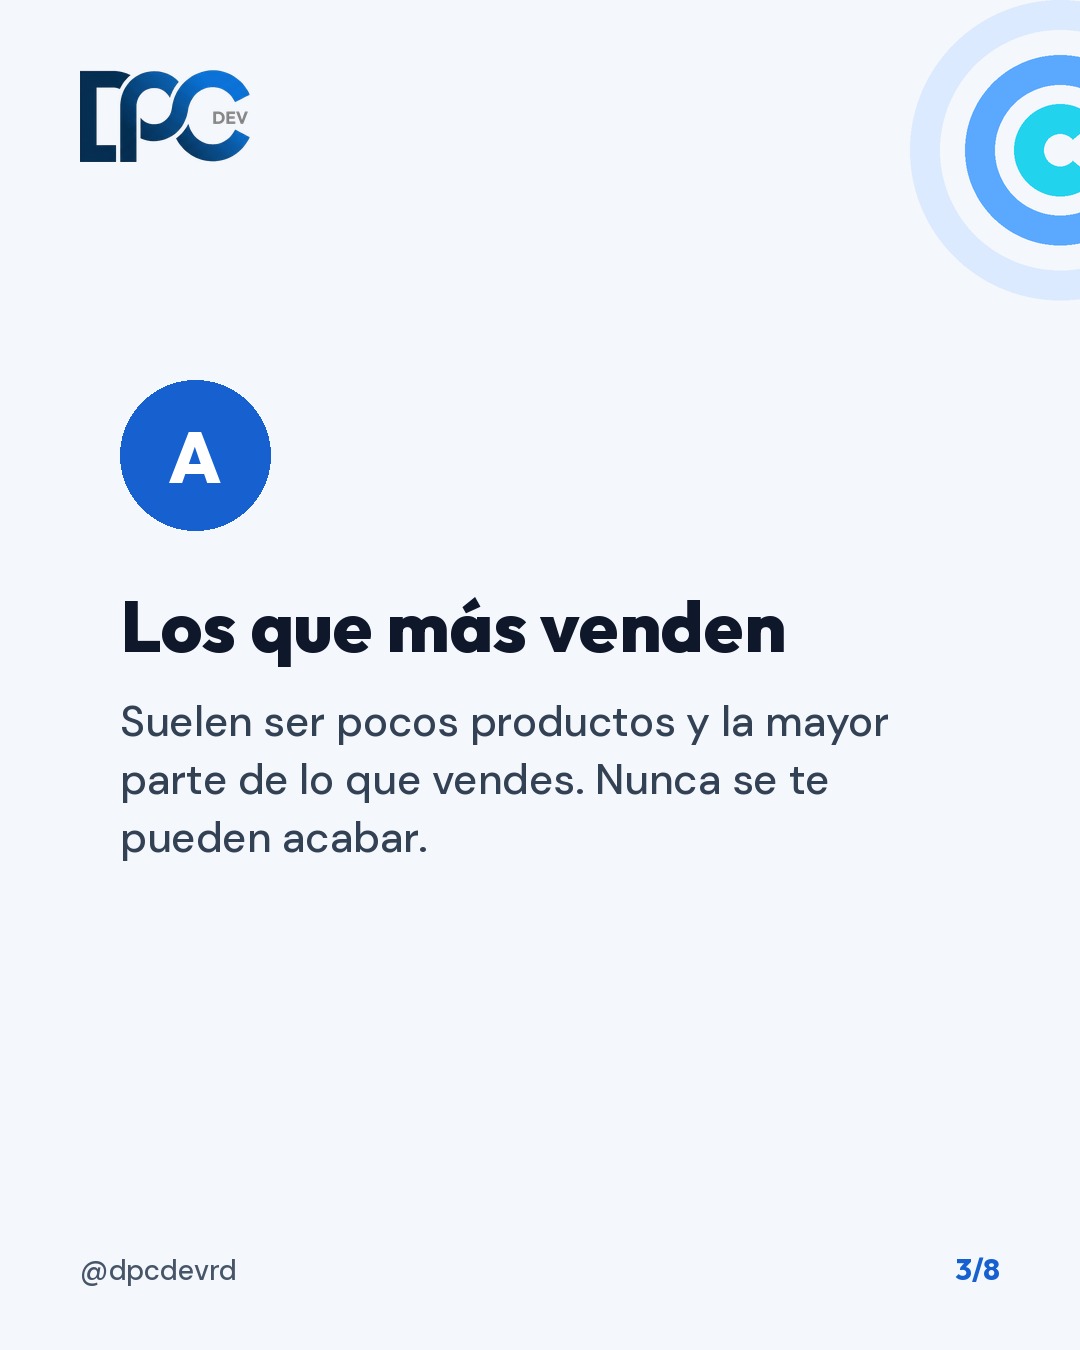 DPC
DEV
A
Los que más venden
Suelen ser pocos productos y la mayor
parte de lo que vendes. Nunca se te
pueden acabar.
@dpcdevrd
3/8